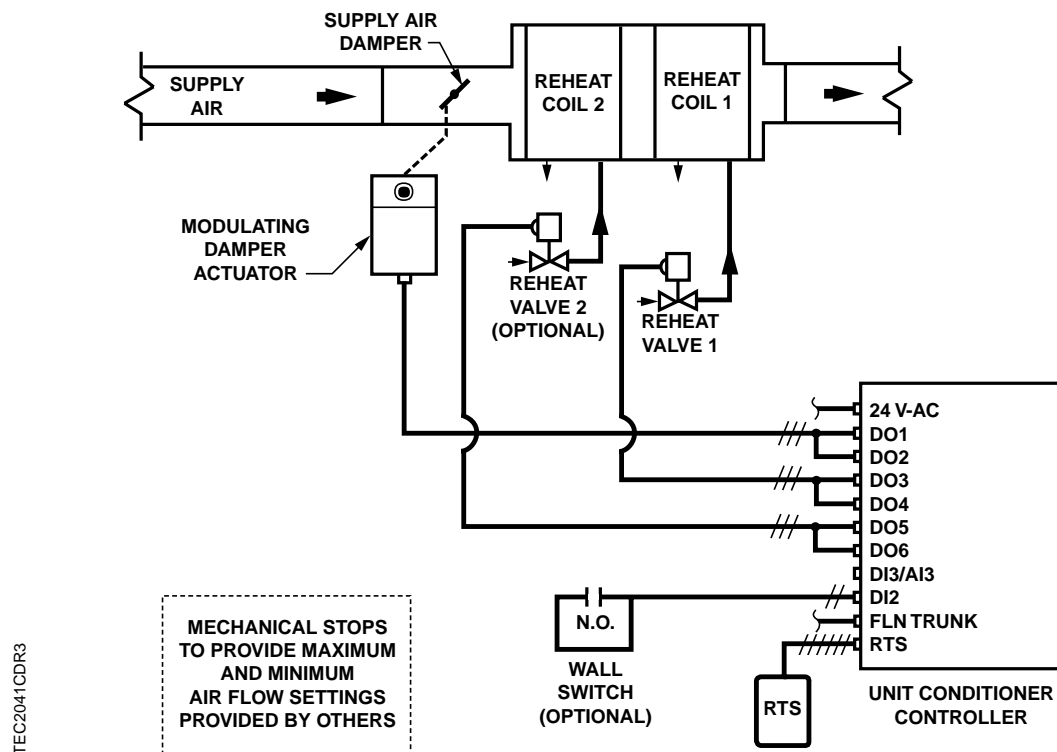 SUPPLY AIR
DAMPER
SUPPLY
AIR
REHEAT
COIL 2
REHEAT
COIL 1
MODULATING
DAMPER
ACTUATOR
REHEAT
VALVE 2
(OPTIONAL)
REHEAT
VALVE 1
24 V-AC
DO1
DO2
DO3
DO4
DO5
DO6
DI3/AI3
DI2
FLN TRUNK
RTS
N.O.
WALL
SWITCH
(OPTIONAL)
RTS
UNIT CONDITIONER
CONTROLLER
MECHANICAL STOPS
TO PROVIDE MAXIMUM
AND MINIMUM
AIR FLOW SETTINGS
PROVIDED BY OTHERS
TEC2041CDR3